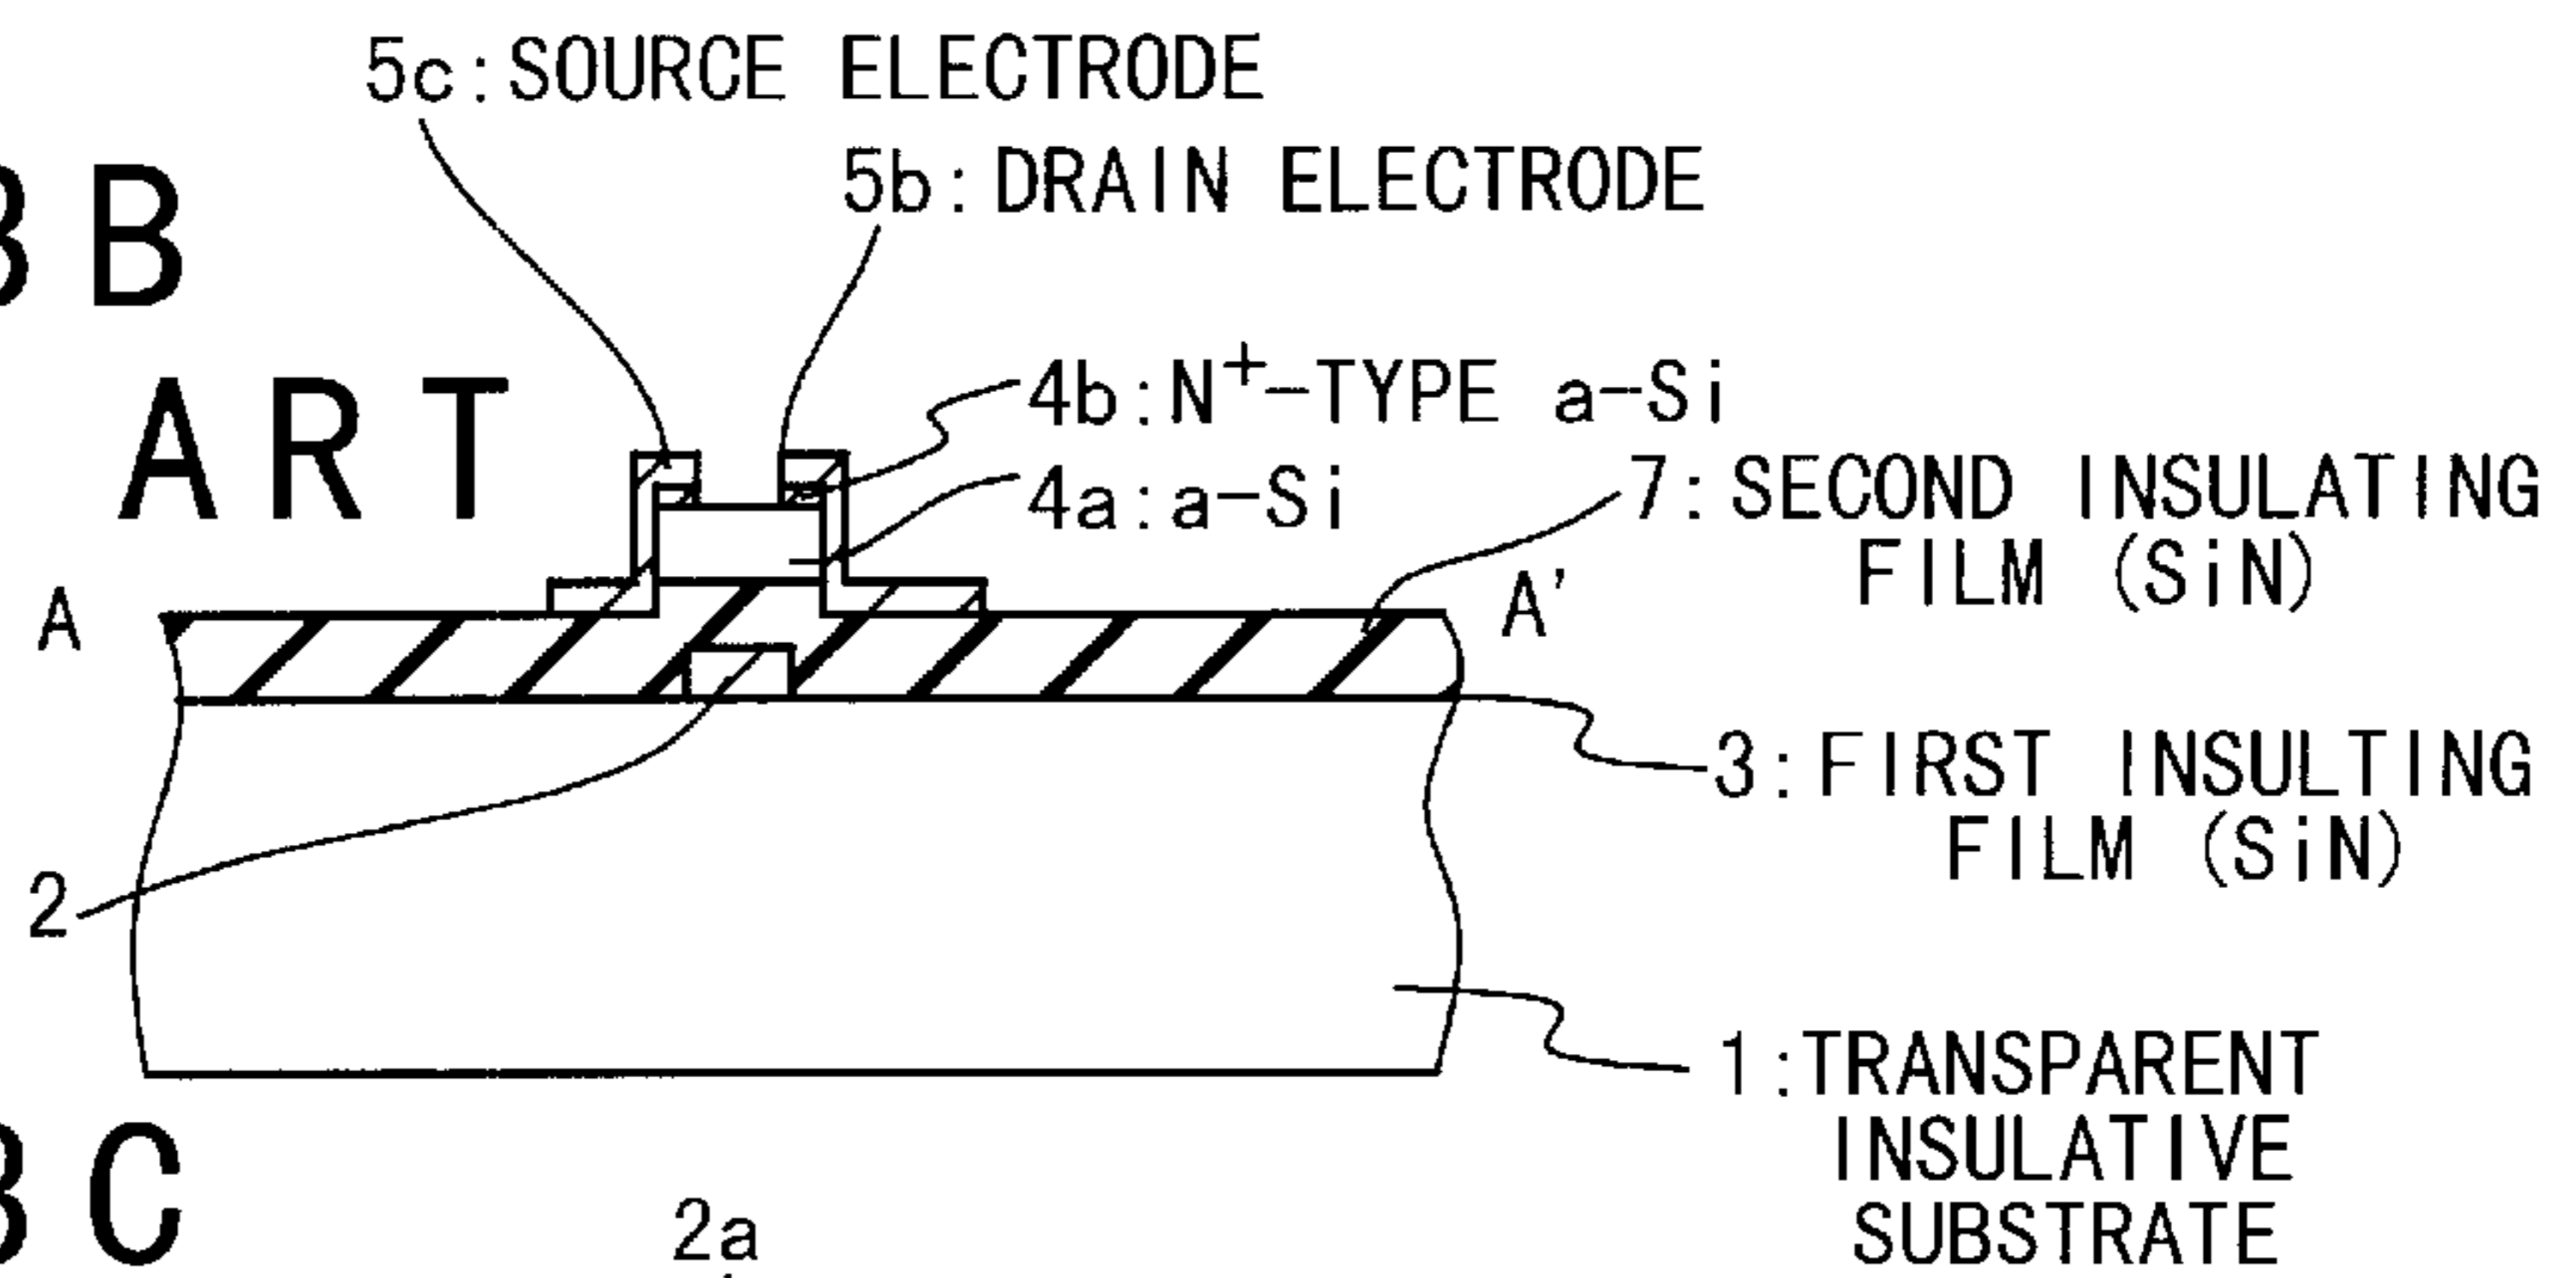 5c:SOURCE ELECTRODE
5b:DRAIN ELECTRODE
B
ART
4b:N⁺-TYPE a-Si
4a:a-Si
7:SECOND INSULATING
FILM (SiN)
A
A'
3:FIRST INSULTING
FILM (SiN)
2
1:TRANSPARENT
INSULATIVE
SUBSTRATE
C
2a